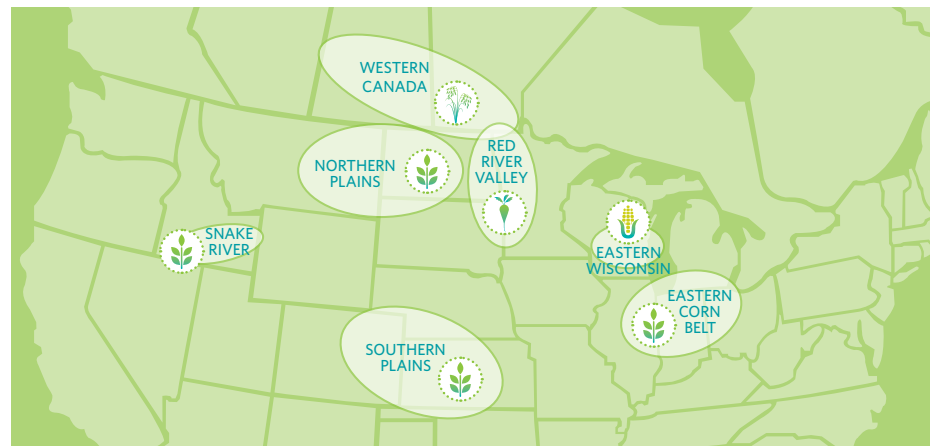 WESTERN
CANADA
RED
RIVER
VALLEY
NORTHERN
PLAINS
SNAKE
RIVER
EASTERN
WISCONSIN
EASTERN
CORN
BELT
SOUTHERN
PLAINS